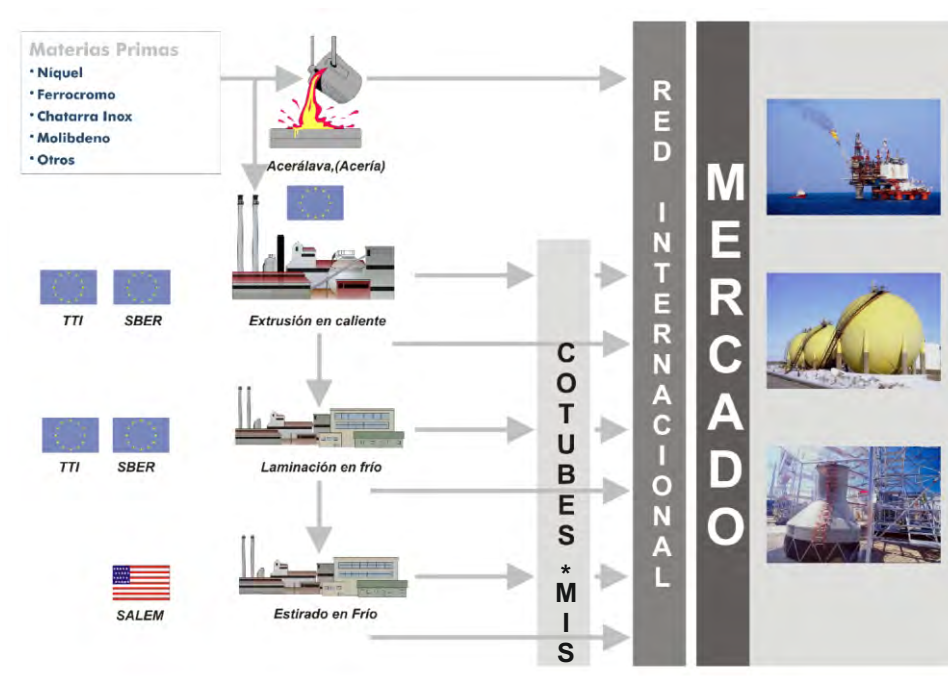 Materias Primas
• Níquel
• Ferrocromo
• Chatarra Inox
• Molibdeno
• Otros
Acerálava,(Acería)
TTI
SBER
Extrusión en caliente
TTI
SBER
Laminación en frío
SALEM
Estirado en Frío
COTUBES *MIS
RED INTERNACIONAL
MERCADO